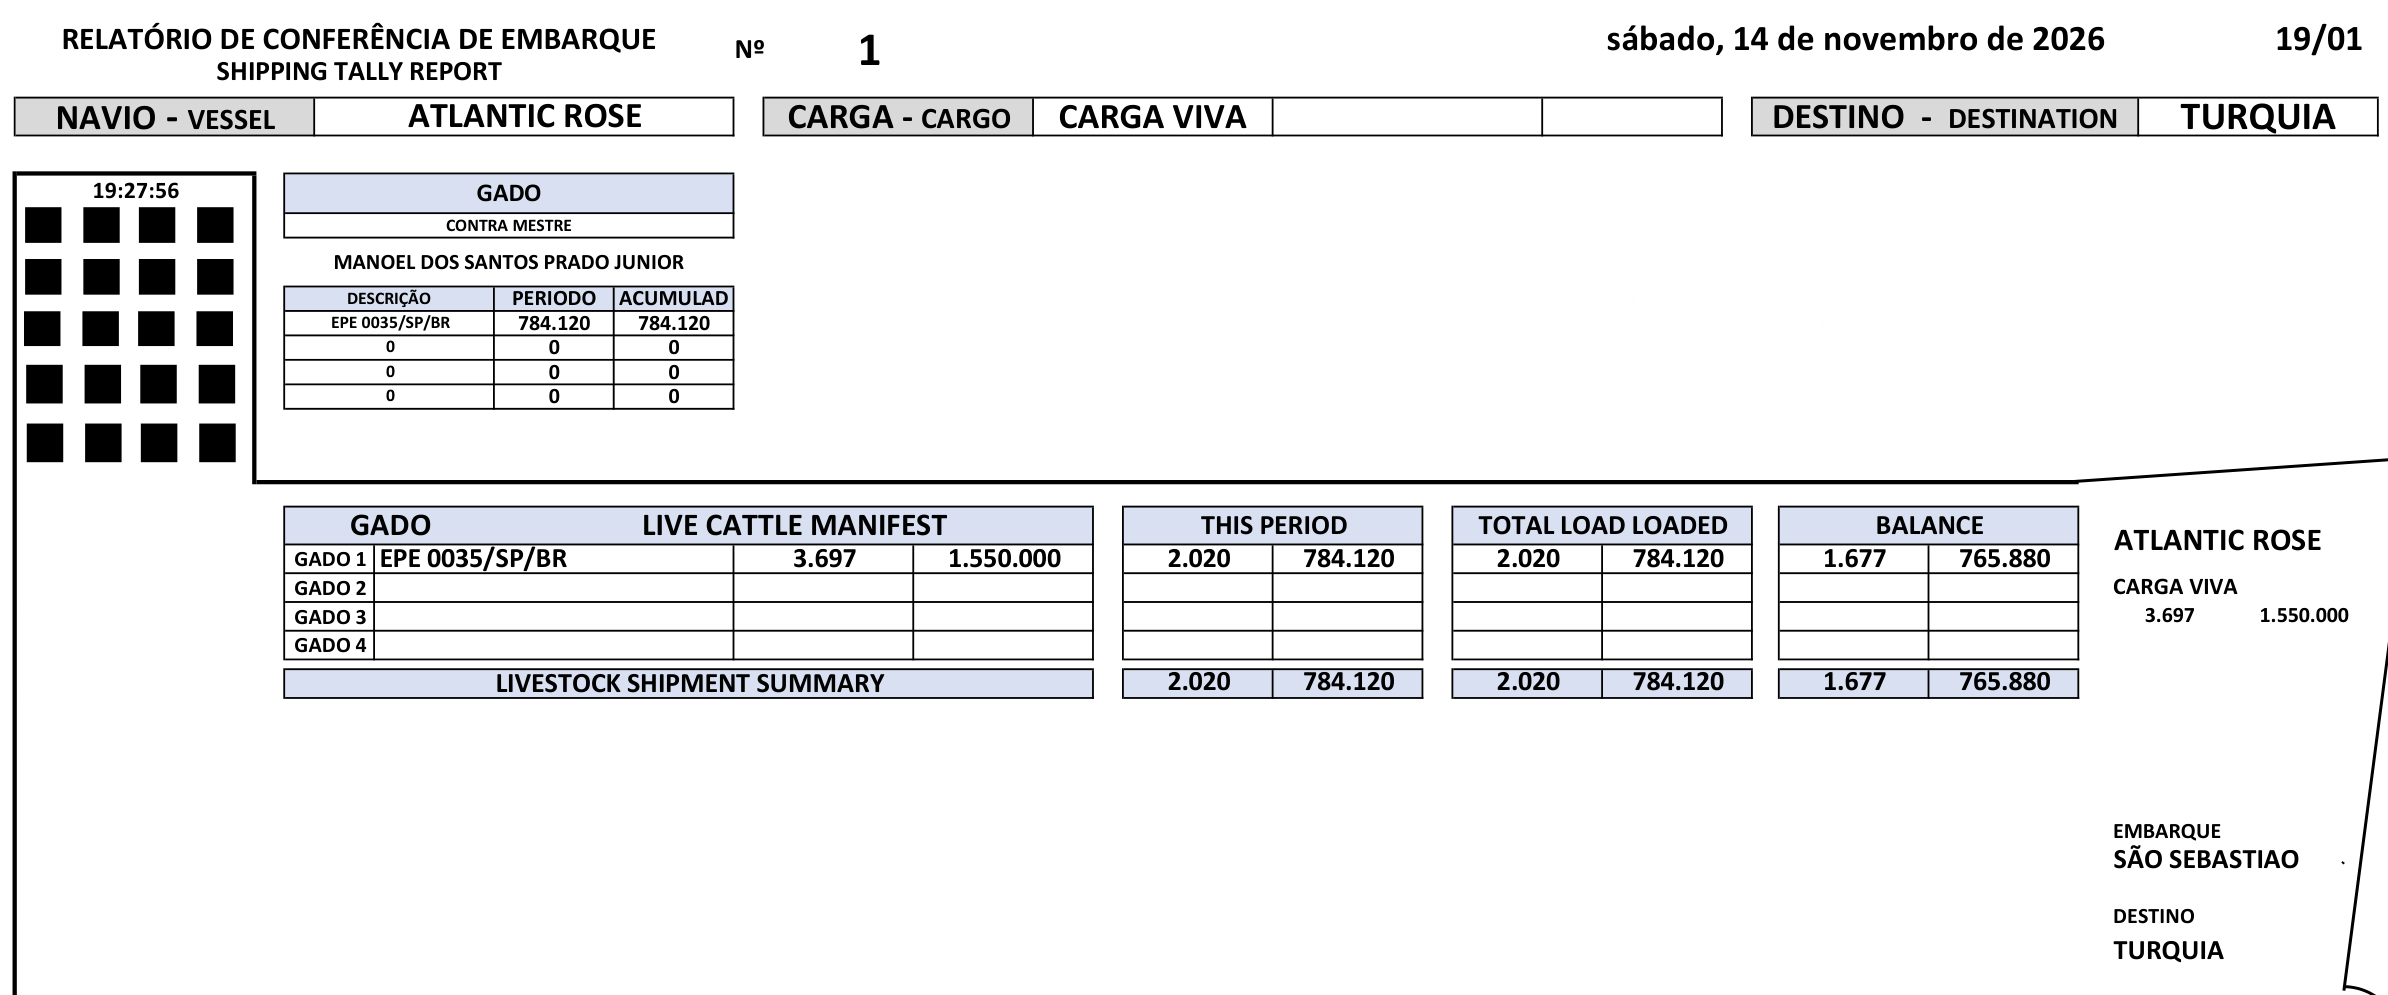 RELATÓRIO DE CONFERÊNCIA DE EMBARQUE
SHIPPING TALLY REPORT
Nº 1
sábado, 14 de novembro de 2026 19/01
NAVIO - VESSEL ATLANTIC ROSE CARGA - CARGO CARGA VIVA DESTINO - DESTINATION TURQUIA
19:27:56
GADO
CONTRA MESTRE
MANOEL DOS SANTOS PRADO JUNIOR
DESCRIÇÃO PERIODO ACUMULAD
EPE 0035/SP/BR 784.120 784.120
0 0 0
0 0 0
0 0 0
GADO LIVE CATTLE MANIFEST THIS PERIOD TOTAL LOAD LOADED BALANCE
GADO 1 EPE 0035/SP/BR 3.697 1.550.000 2.020 784.120 2.020 784.120 1.677 765.880
GADO 2
GADO 3
GADO 4
LIVESTOCK SHIPMENT SUMMARY 2.020 784.120 2.020 784.120 1.677 765.880
ATLANTIC ROSE
CARGA VIVA
3.697 1.550.000
EMBARQUE
SÃO SEBASTIAO
DESTINO
TURQUIA